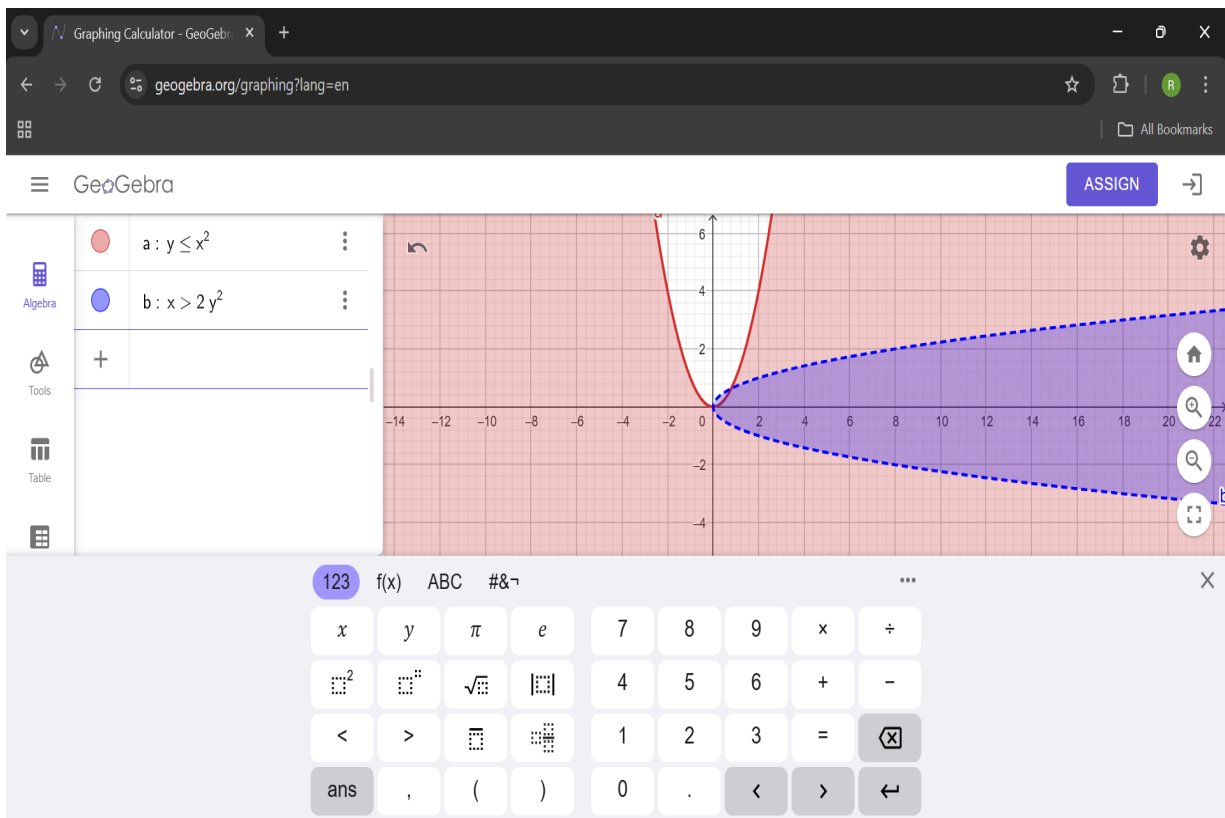 Graphing Calculator - GeoGebr
geogebra.org/graphing?lang=en
R
All Bookmarks
GeoGebra
ASSIGN
Algebra
Tools
Table
a : y ≤ x²
b : x > 2 y²
+
a
6
4
2
−14 −12 −10 −8 −6 −4 −2 0 2 4 6 8 10 12 14 16 18 20 22
−2
−4
b
123 f(x) ABC #&¬
x y π e 7 8 9 × ÷
² √ | | 4 5 6 + −
< > 1 2 3 =
ans , ( ) 0 . < >